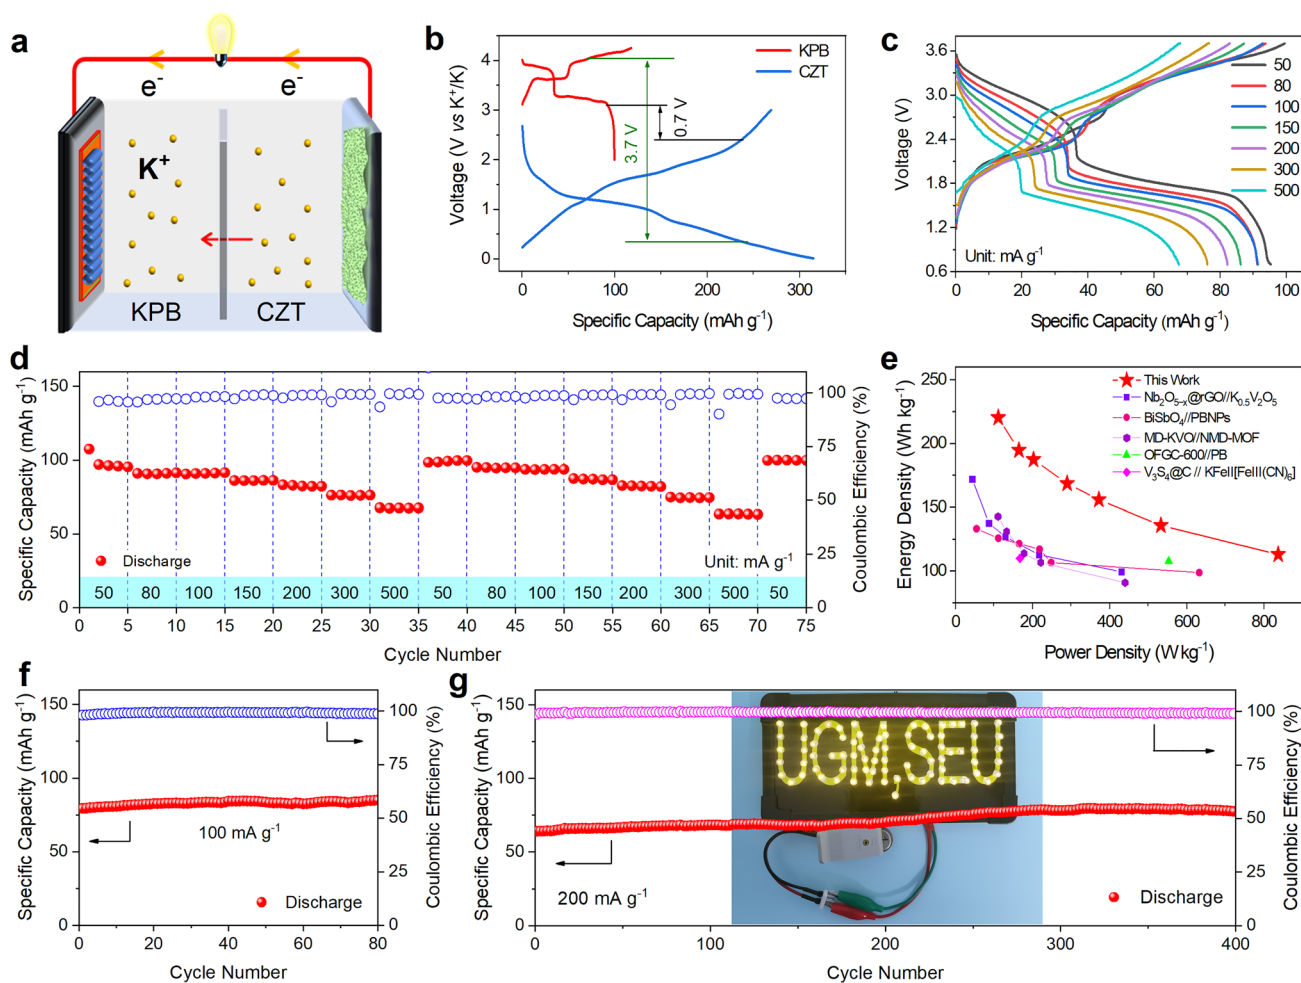 a
e⁻
e⁻
K⁺
KPB
CZT
b
KPB
CZT
3.7 V
0.7 V
4
3
2
1
0
0
100
200
300
Voltage (V vs K⁺/K)
Specific Capacity (mAh g⁻¹)
c
50
80
100
150
200
300
500
3.6
3.0
2.4
1.8
1.2
0.6
Unit: mA g⁻¹
0
20
40
60
80
100
Voltage (V)
Specific Capacity (mAh g⁻¹)
d
150
100
50
0
100
75
50
25
0
Discharge
Unit: mA g⁻¹
50 80 100 150 200 300 500 50 80 100 150 200 300 500 50
0 5 10 15 20 25 30 35 40 45 50 55 60 65 70 75
Specific Capacity (mAh g⁻¹)
Coulombic Efficiency (%)
Cycle Number
e
This Work
Nb₂O₅₋ₓ@rGO//K₀.₅V₂O₅
BiSbO₄//PBNPs
MD-KVO//NMD-MOF
OFGC-600//PB
V₃S₄@C // KFeII[FeIII(CN)₆]
250
200
150
100
0
200
400
600
800
Energy Density(Wh kg⁻¹)
Power Density (W kg⁻¹)
f
150
100
50
0
100
75
50
25
0
100 mA g⁻¹
Discharge
0
20
40
60
80
Specific Capacity (mAh g⁻¹)
Coulombic Efficiency (%)
Cycle Number
g
150
100
50
0
100
75
50
25
0
UGM,SEU
200 mA g⁻¹
Discharge
0
100
200
300
400
Specific Capacity (mAh g⁻¹)
Coulombic Efficiency (%)
Cycle Number